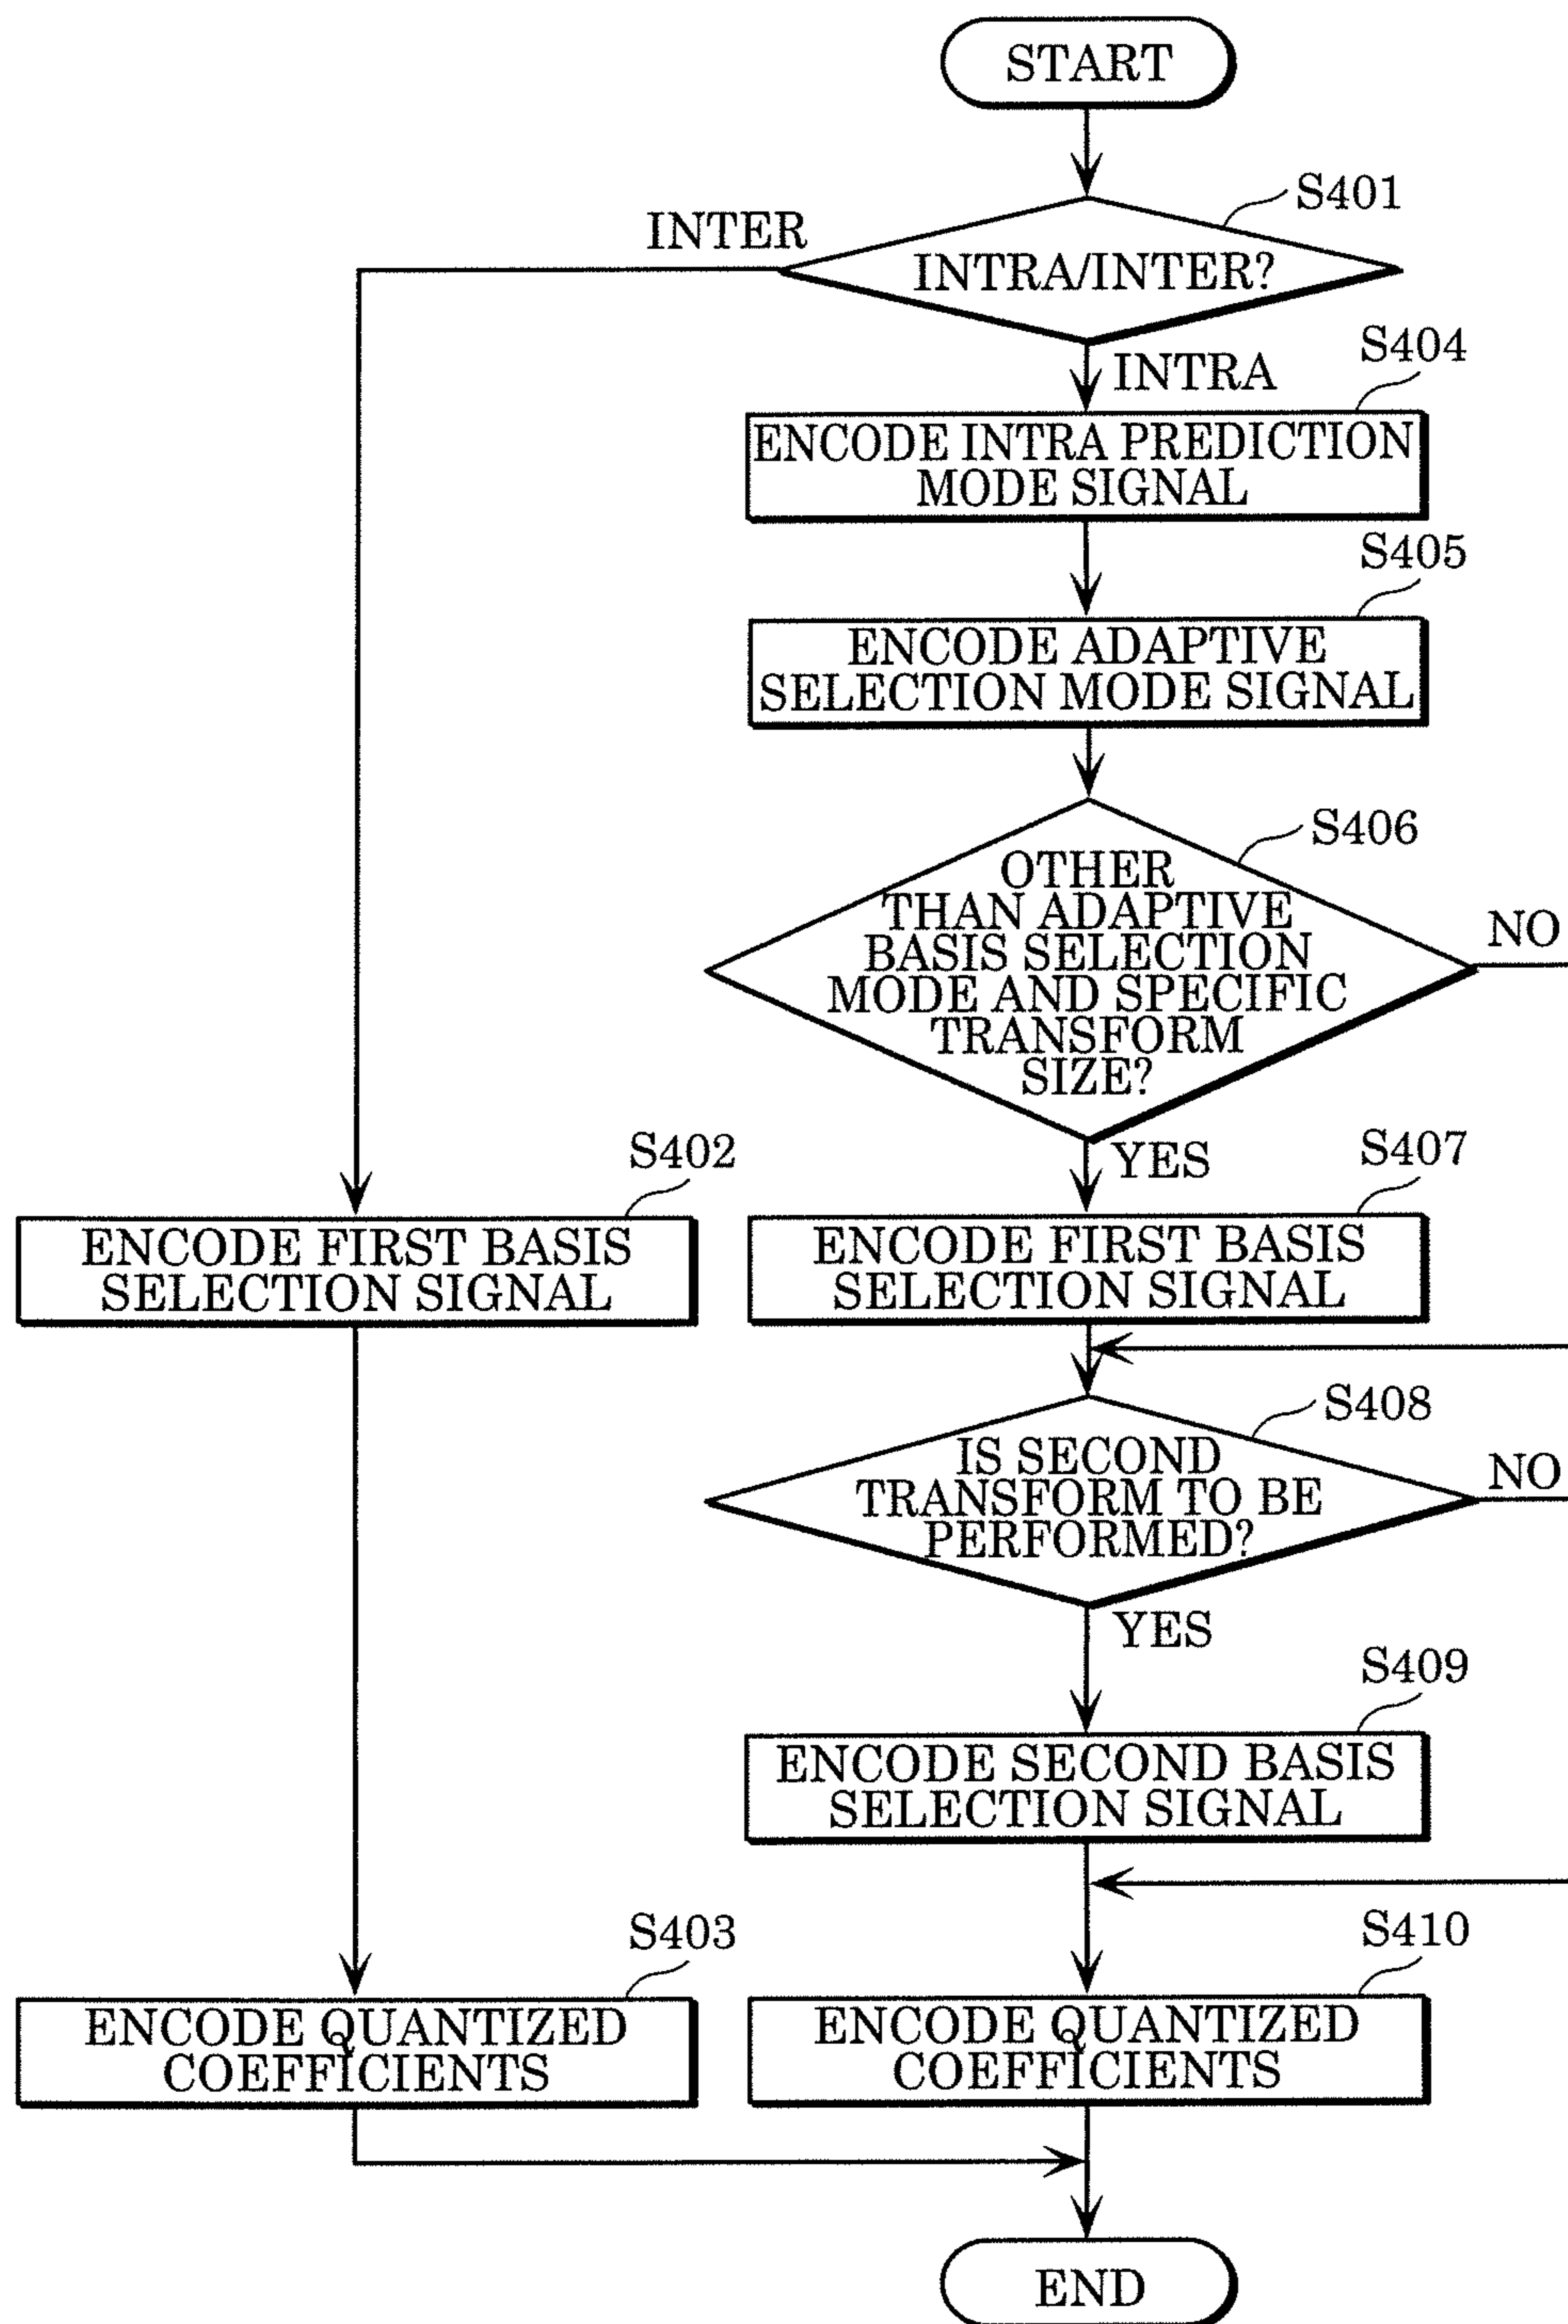 START
S401
INTER
INTRA/INTER?
S404
INTRA
ENCODE INTRA PREDICTION
MODE SIGNAL
S405
ENCODE ADAPTIVE
SELECTION MODE SIGNAL
S406
OTHER
THAN ADAPTIVE
BASIS SELECTION
MODE AND SPECIFIC
TRANSFORM
SIZE?
NO
YES
S402
S407
ENCODE FIRST BASIS
SELECTION SIGNAL
ENCODE FIRST BASIS
SELECTION SIGNAL
S408
IS SECOND
TRANSFORM TO BE
PERFORMED?
NO
YES
S409
ENCODE SECOND BASIS
SELECTION SIGNAL
S403
S410
ENCODE QUANTIZED
COEFFICIENTS
ENCODE QUANTIZED
COEFFICIENTS
END